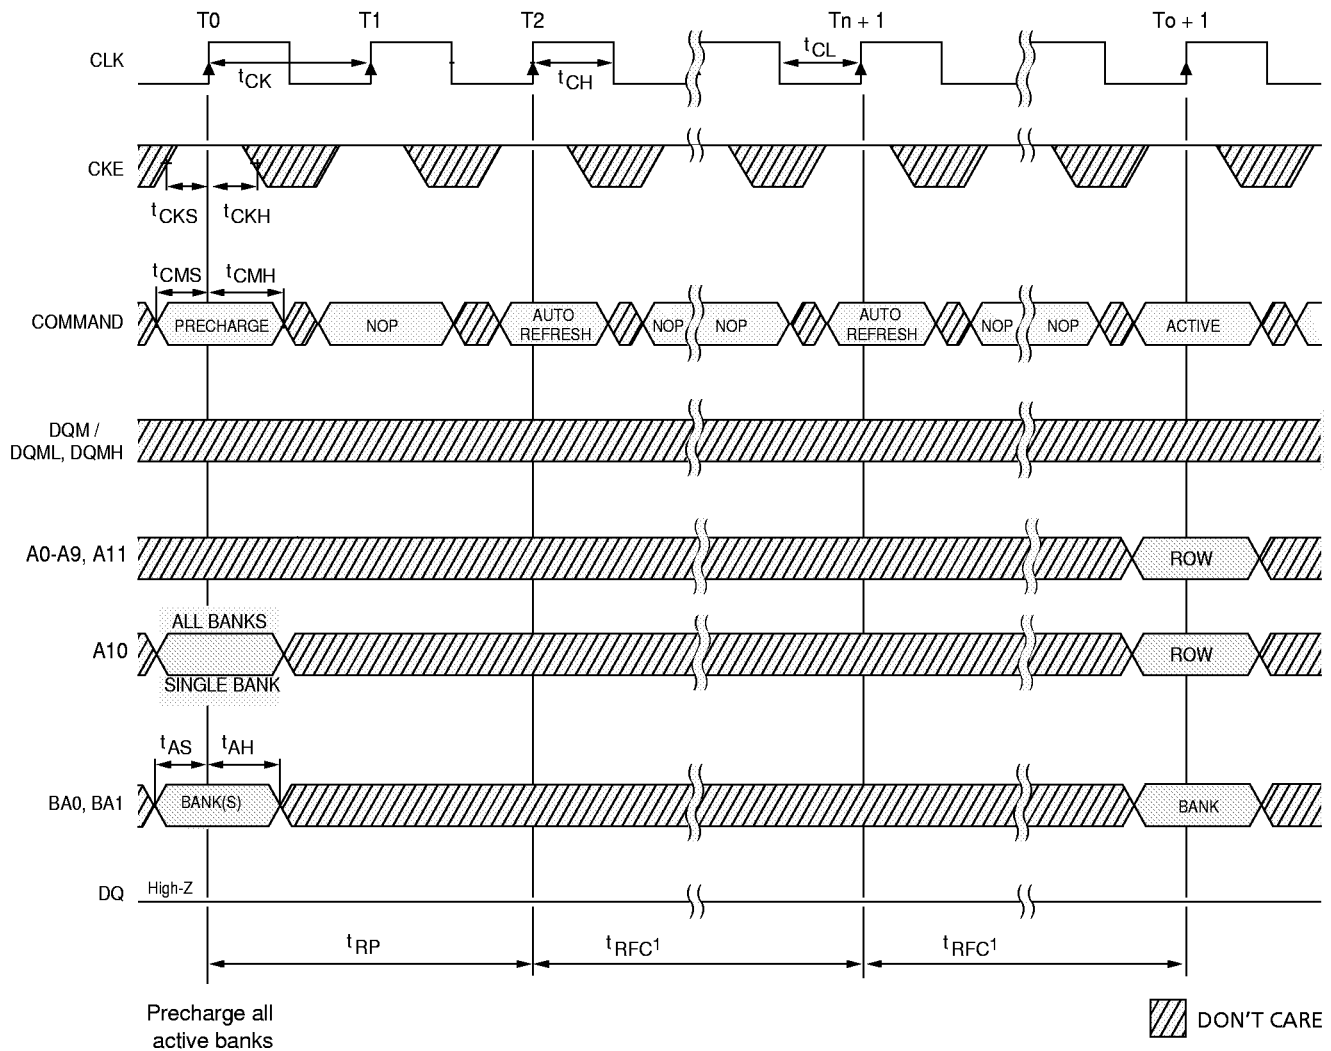 T0 T1 T2 Tn + 1 To + 1
CLK
tCK tCH tCL
CKE
tCKS tCKH
tCMS tCMH
COMMAND PRECHARGE NOP AUTO REFRESH NOP NOP AUTO REFRESH NOP NOP ACTIVE
DQM /
DQML, DQMH
A0-A9, A11 ROW
ALL BANKS
A10 ROW
SINGLE BANK
tAS tAH
BA0, BA1 BANK(S) BANK
DQ High-Z
tRP tRFC1 tRFC1
Precharge all
active banks
DON'T CARE